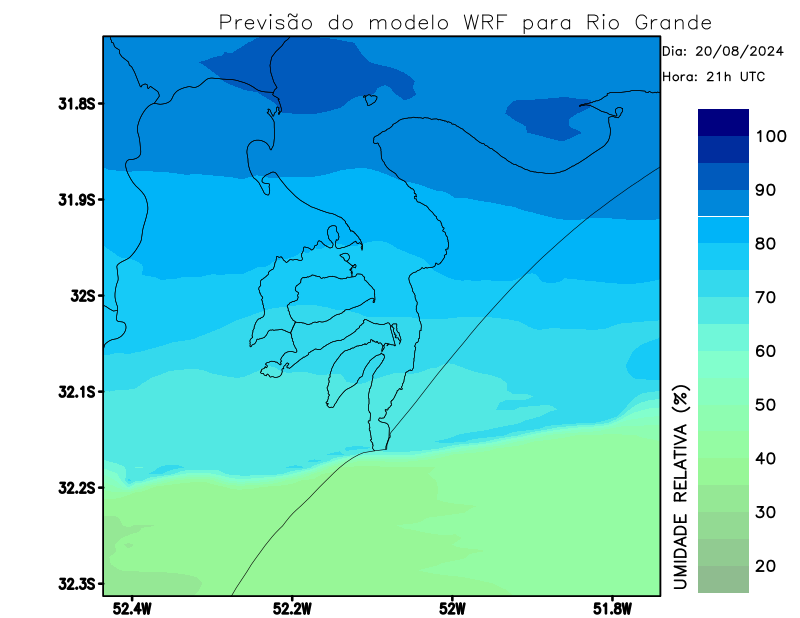 Previsão do modelo WRF para Rio Grande
Dia: 20/08/2024
Hora: 21h UTC
31.8S
31.9S
32S
32.1S
32.2S
32.3S
52.4W
52.2W
52W
51.8W
100
90
80
70
60
50
40
30
20
UMIDADE RELATIVA (%)